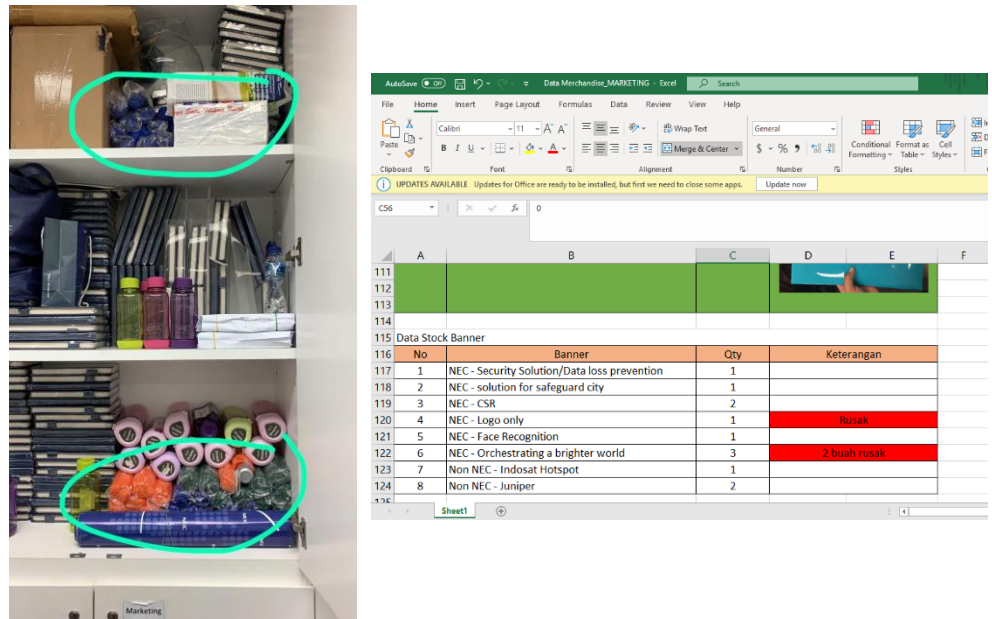 Marketing
AutoSave Off Data Merchandise_MARKETING - Excel Search
File Home Insert Page Layout Formulas Data Review View Help
Paste
Calibri 11 A A
B I U A
Wrap Text
Merge & Center
General
$ % 9
Conditional Formatting
Format as Table
Cell Styles
Clipboard Font Alignment Number Styles
UPDATES AVAILABLE Updates for Office are ready to be installed, but first we need to close some apps. Update now
C56 fx 0
A B C D E F
111
112
113
114
115 Data Stock Banner
116 No Banner Qty Keterangan
117 1 NEC - Security Solution/Data loss prevention 1
118 2 NEC - solution for safeguard city 1
119 3 NEC - CSR 2
120 4 NEC - Logo only 1 Rusak
121 5 NEC - Face Recognition 1
122 6 NEC - Orchestrating a brighter world 3 2 buah rusak
123 7 Non NEC - Indosat Hotspot 1
124 8 Non NEC - Juniper 2
125
Sheet1